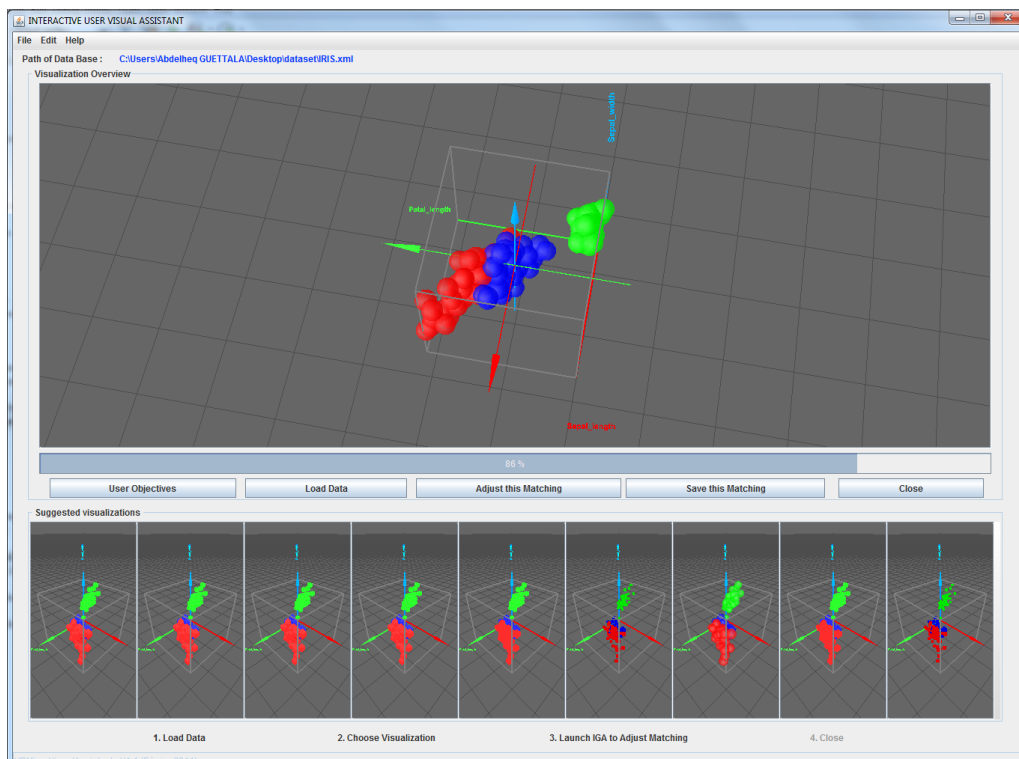 INTERACTIVE USER VISUAL ASSISTANT
File Edit Help
Path of Data Base : C:\Users\Abdelheq GUETTALA\Desktop\dataset\IRIS.xml
Visualization Overview
Sepal_width
Petal_length
Sepal_length
86 %
User Objectives Load Data Adjust this Matching Save this Matching Close
Suggested visualizations
1. Load Data 2. Choose Visualization 3. Launch IGA to Adjust Matching 4. Close